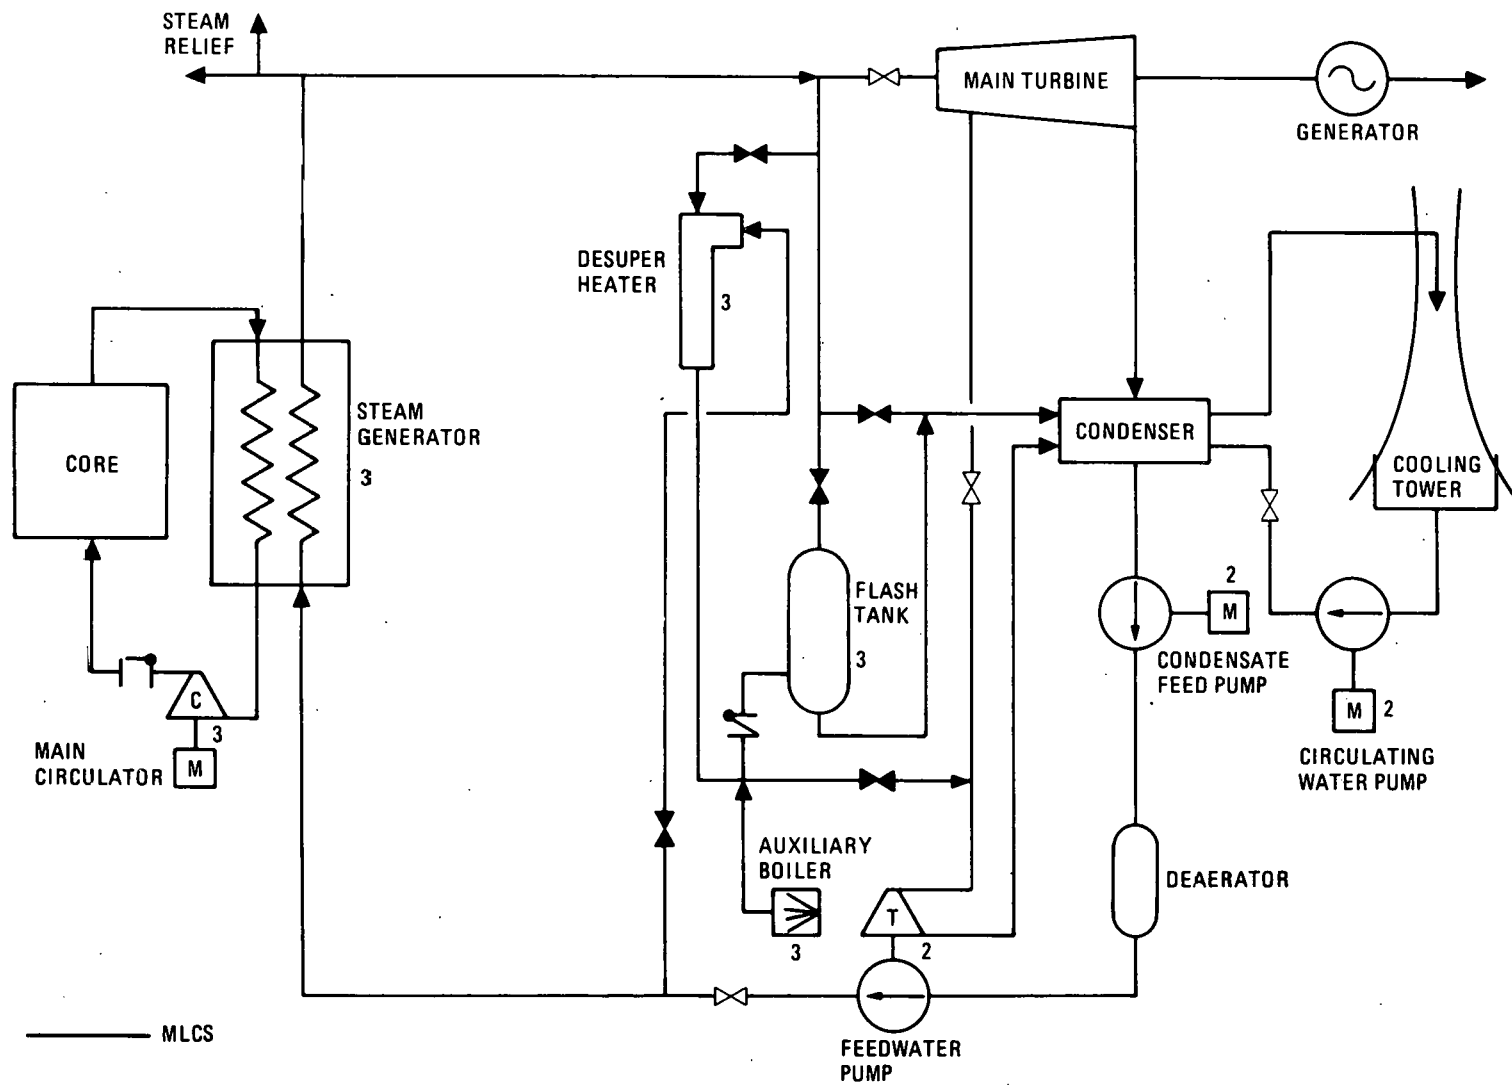 STEAM
RELIEF
MAIN TURBINE
GENERATOR
DESUPER
HEATER
3
STEAM
GENERATOR
3
CORE
CONDENSER
COOLING
TOWER
FLASH
TANK
3
2
M
CONDENSATE
FEED PUMP
M
2
CIRCULATING
WATER PUMP
C
3
M
MAIN
CIRCULATOR
AUXILIARY
BOILER
3
T
2
DEAERATOR
FEEDWATER
PUMP
MLCS